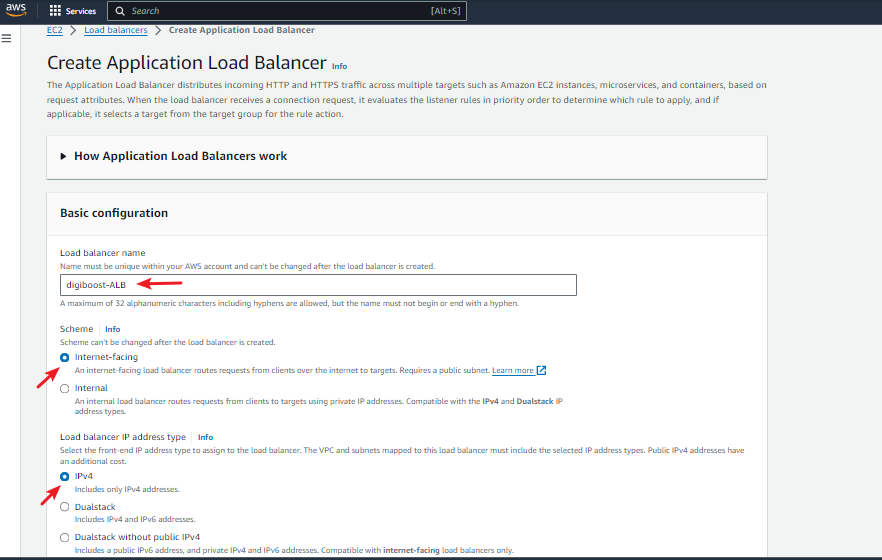 aws
Services
Search
[Alt+S]
EC2 > Load balancers > Create Application Load Balancer
Create Application Load Balancer Info
The Application Load Balancer distributes incoming HTTP and HTTPS traffic across multiple targets such as Amazon EC2 instances, microservices, and containers, based on
request attributes. When the load balancer receives a connection request, it evaluates the listener rules in priority order to determine which rule to apply, and if
applicable, it selects a target from the target group for the rule action.
How Application Load Balancers work
Basic configuration
Load balancer name
Name must be unique within your AWS account and can't be changed after the load balancer is created.
digiboost-ALB
A maximum of 32 alphanumeric characters including hyphens are allowed, but the name must not begin or end with a hyphen.
Scheme Info
Scheme can't be changed after the load balancer is created.
Internet-facing
An internet-facing load balancer routes requests from clients over the internet to targets. Requires a public subnet. Learn more
Internal
An internal load balancer routes requests from clients to targets using private IP addresses. Compatible with the IPv4 and Dualstack IP
address types.
Load balancer IP address type Info
Select the front-end IP address type to assign to the load balancer. The VPC and subnets mapped to this load balancer must include the selected IP address types. Public IPv4 addresses have
an additional cost.
IPv4
Includes only IPv4 addresses.
Dualstack
Includes IPv4 and IPv6 addresses.
Dualstack without public IPv4
Includes a public IPv6 address, and private IPv4 and IPv6 addresses. Compatible with internet-facing load balancers only.